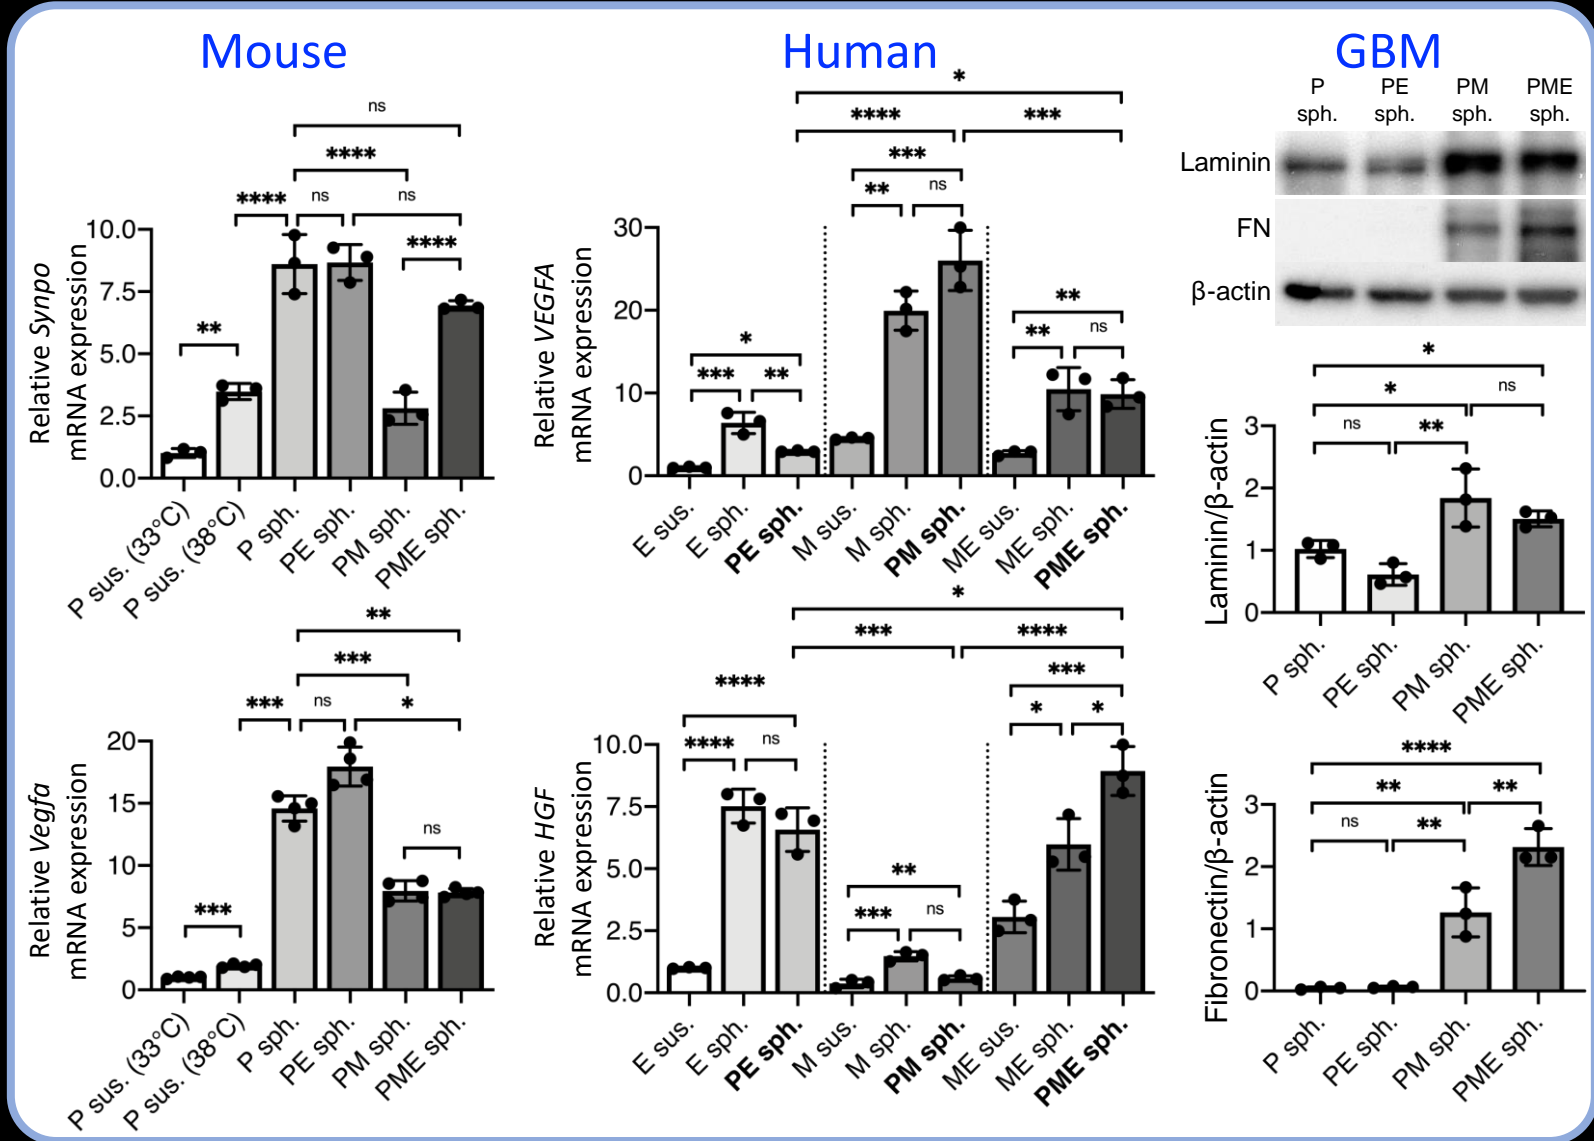 Mouse
Human
GBM
ns
****
****
ns
ns
****
**
Relative Synpo
mRNA expression
10.0
7.5
5.0
2.5
0.0
P sus. (33°C)
P sus. (38°C)
P sph.
PE sph.
PM sph.
PME sph.
**
***
***
ns
*
ns
***
Relative Vegfa
mRNA expression
20
15
10
5
0
P sus. (33°C)
P sus. (38°C)
P sph.
PE sph.
PM sph.
PME sph.
*
****
***
***
**
ns
**
**
ns
*
***
**
Relative VEGFA
mRNA expression
30
20
10
0
E sus.
E sph.
PE sph.
M sus.
M sph.
PM sph.
ME sus.
ME sph.
PME sph.
*
***
****
***
****
*
*
****
ns
**
***
ns
Relative HGF
mRNA expression
10.0
7.5
5.0
2.5
0.0
E sus.
E sph.
PE sph.
M sus.
M sph.
PM sph.
ME sus.
ME sph.
PME sph.
P
sph.
PE
sph.
PM
sph.
PME
sph.
Laminin
FN
β-actin
*
*
ns
ns
**
Laminin/β-actin
3
2
1
0
P sph.
PE sph.
PM sph.
PME sph.
****
**
**
ns
**
Fibronectin/β-actin
3
2
1
0
P sph.
PE sph.
PM sph.
PME sph.